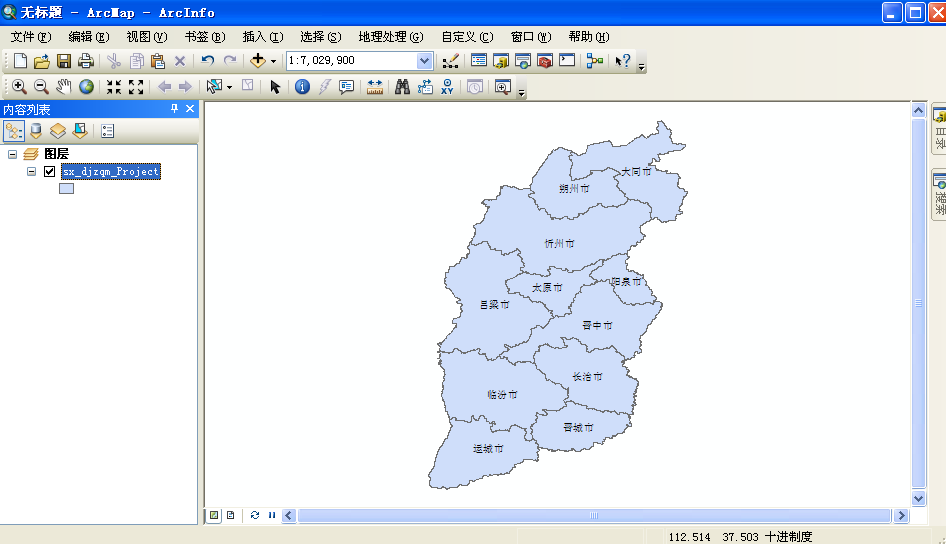 无标题 - ArcMap - ArcInfo
文件(F) 编辑(E) 视图(V) 书签(B) 插入(I) 选择(S) 地理处理(G) 自定义(C) 窗口(W) 帮助(H)
1:7,029,900
内容列表
图层
sx_djzqm_Project
大同市
朔州市
忻州市
阳泉市
太原市
吕梁市
晋中市
长治市
临汾市
晋城市
运城市
目录
搜索
112.514 37.503 十进制度